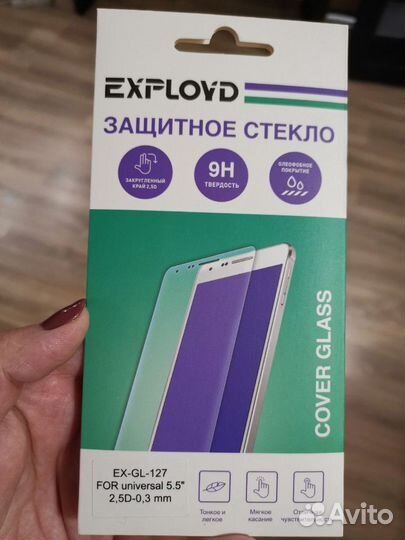 EXPLOYD
ЗАЩИТНОЕ СТЕКЛО
ЗАКРУГЛЕННЫЙ
КРАЙ 2,5D
9H
ТВЕРДОСТЬ
ОЛЕОФОБНОЕ
ПОКРЫТИЕ
COVER GLASS
EX-GL-127
FOR universal 5.5"
2,5D-0,3 mm
Тонкое и
легкое
Мягкое
касание
чувствительность
Avito